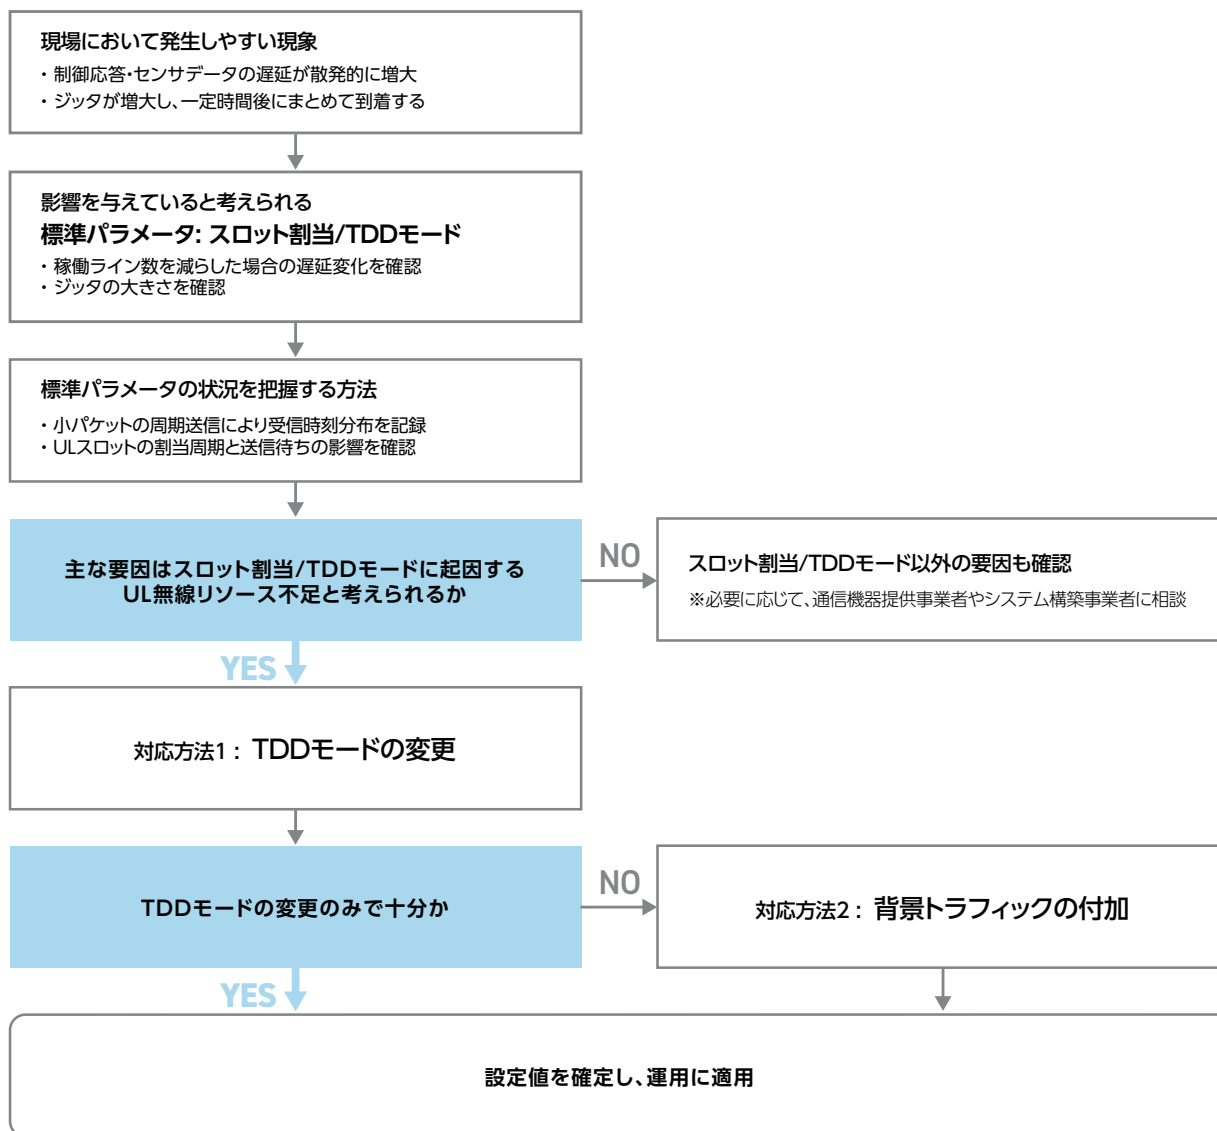 現場において発生しやすい現象
・制御応答・センサデータの遅延が散発的に増大
・ジッタが増大し、一定時間後にまとめて到着する
影響を与えていると考えられる
標準パラメータ: スロット割当/TDDモード
・稼働ライン数を減らした場合の遅延変化を確認
・ジッタの大きさを確認
標準パラメータの状況を把握する方法
・小パケットの周期送信により受信時刻分布を記録
・ULスロットの割当周期と送信待ちの影響を確認
主な要因はスロット割当/TDDモードに起因する
UL無線リソース不足と考えられるか
NO
スロット割当/TDDモード以外の要因も確認
※必要に応じて、通信機器提供事業者やシステム構築事業者に相談
YES
対応方法1：TDDモードの変更
TDDモードの変更のみで十分か
NO
対応方法2：背景トラフィックの付加
YES
設定値を確定し、運用に適用